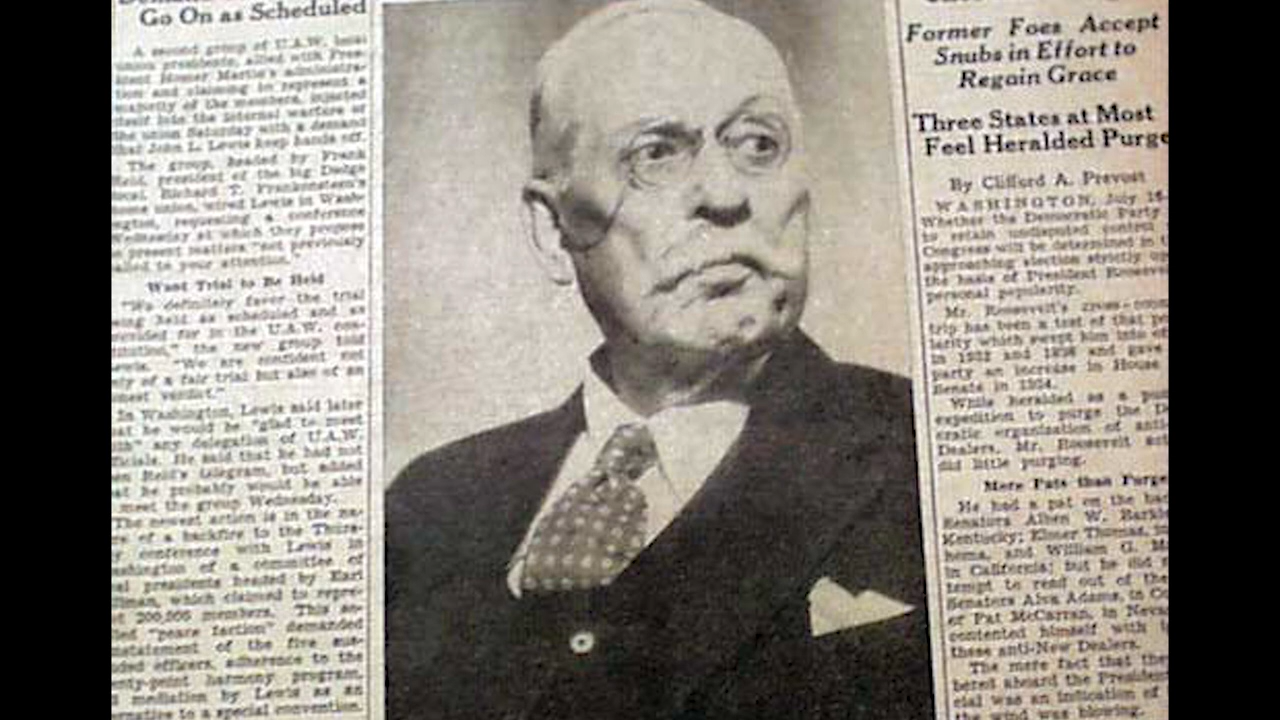 Go On as Scheduled
A second group of U.A.W. local
union presidents, allied with Pres-
ident Homer Martin's administra-
tion and claiming to represent a
majority of the members, injected
itself into the internal warfare of
the union Saturday with a demand
that John L. Lewis keep hands off.
The group, headed by Frank
Reid, president of the big Dodge
local, Richard T. Frankensteen's
home union, wired Lewis in Wash-
ington, requesting a conference
Wednesday at which they propose
present matters "not previously
called to your attention."
Want Trial to Be Held
"We definitely favor the trial
being held as scheduled and as
provided for in the U.A.W. con-
stitution," the new group told
Lewis. "We are confident not
only of a fair trial but also of an
honest verdict."
In Washington, Lewis said later
that he would be "glad to meet
with" any delegation of U.A.W.
officials. He said that he had not
Reid's telegram, but added
that he probably would be able
meet the group Wednesday.
The newest action is in the na-
ture of a backfire to the Thurs-
day conference with Lewis in
Washington of a committee of
local presidents headed by Earl
which claimed to repre-
200,000 members. This so-
called "peace faction" demanded
reinstatement of the five sus-
pended officers, adherence to the
twenty-point harmony program,
mediation by Lewis as an
alternative to a special convention.
Former Foes Accept
Snubs in Effort to
Regain Grace
Three States at Most
Feel Heralded Purge
By Clifford A. Prevost
WASHINGTON, July 16
Whether the Democratic Party
to retain undisputed control
Congress will be determined in
approaching election strictly
the basis of President Roosevelt
personal popularity.
Mr. Roosevelt's cross-
trip has been a test of that
larity which swept him into
in 1932 and 1936 and gave
party an increase in House
Senate in 1934.
While heralded as a
expedition to purge the
cratic organization of anti-
Dealers, Mr. Roosevelt
did little purging.
More Pats than Purge
He had a pat on the
Senators Alben W.
Kentucky; Elmer Thomas,
homa, and William G.
in California; but he did
tempt to read out of the
Senators Alva Adams, in
or Pat McCarran, in
contented himself with
these anti-New Dealers.
The mere fact that
bered aboard the
cial was an indication of
the wind was blowing.